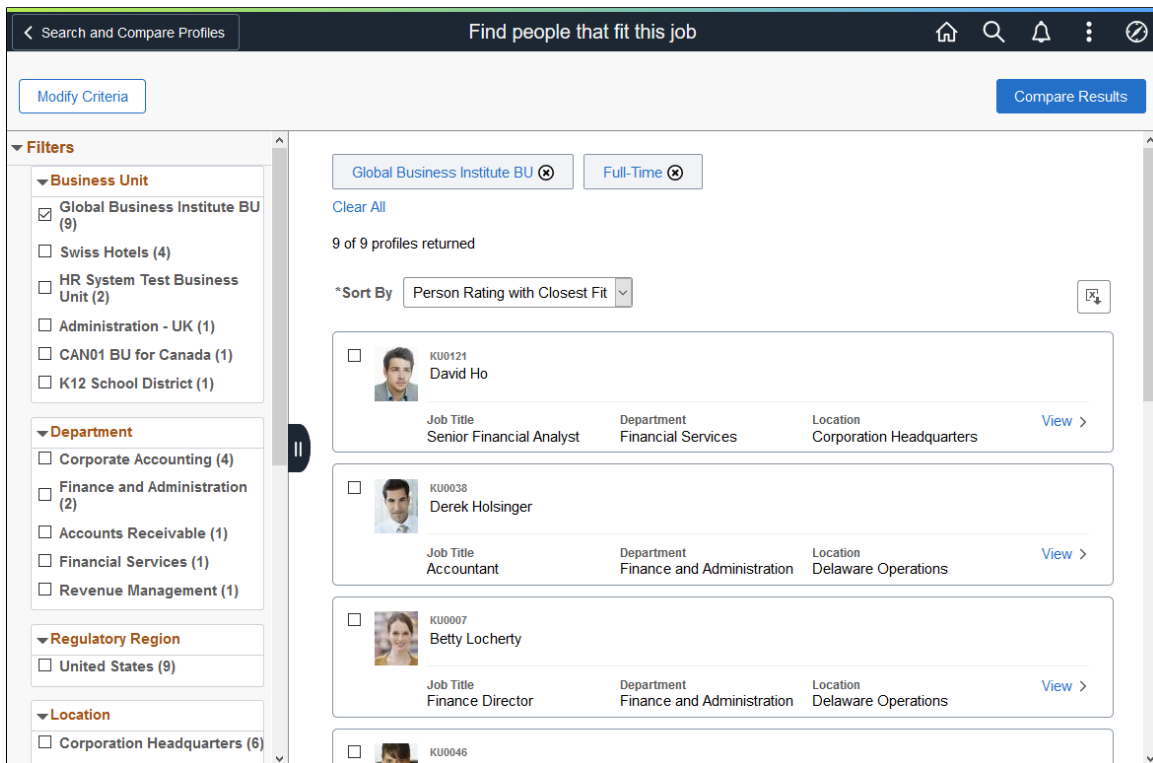 Search and Compare Profiles
Find people that fit this job
Modify Criteria
Compare Results
Filters
Business Unit
Global Business Institute BU
(9)
Swiss Hotels (4)
HR System Test Business
Unit (2)
Administration - UK (1)
CAN01 BU for Canada (1)
K12 School District (1)
Department
Corporate Accounting (4)
Finance and Administration
(2)
Accounts Receivable (1)
Financial Services (1)
Revenue Management (1)
Regulatory Region
United States (9)
Location
Corporation Headquarters (6)
Global Business Institute BU
Full-Time
Clear All
9 of 9 profiles returned
*Sort By Person Rating with Closest Fit
KU0121
David Ho
Job Title Department Location
Senior Financial Analyst Financial Services Corporation Headquarters
View
KU0038
Derek Holsinger
Job Title Department Location
Accountant Finance and Administration Delaware Operations
View
KU0007
Betty Locherty
Job Title Department Location
Finance Director Finance and Administration Delaware Operations
View
KU0046